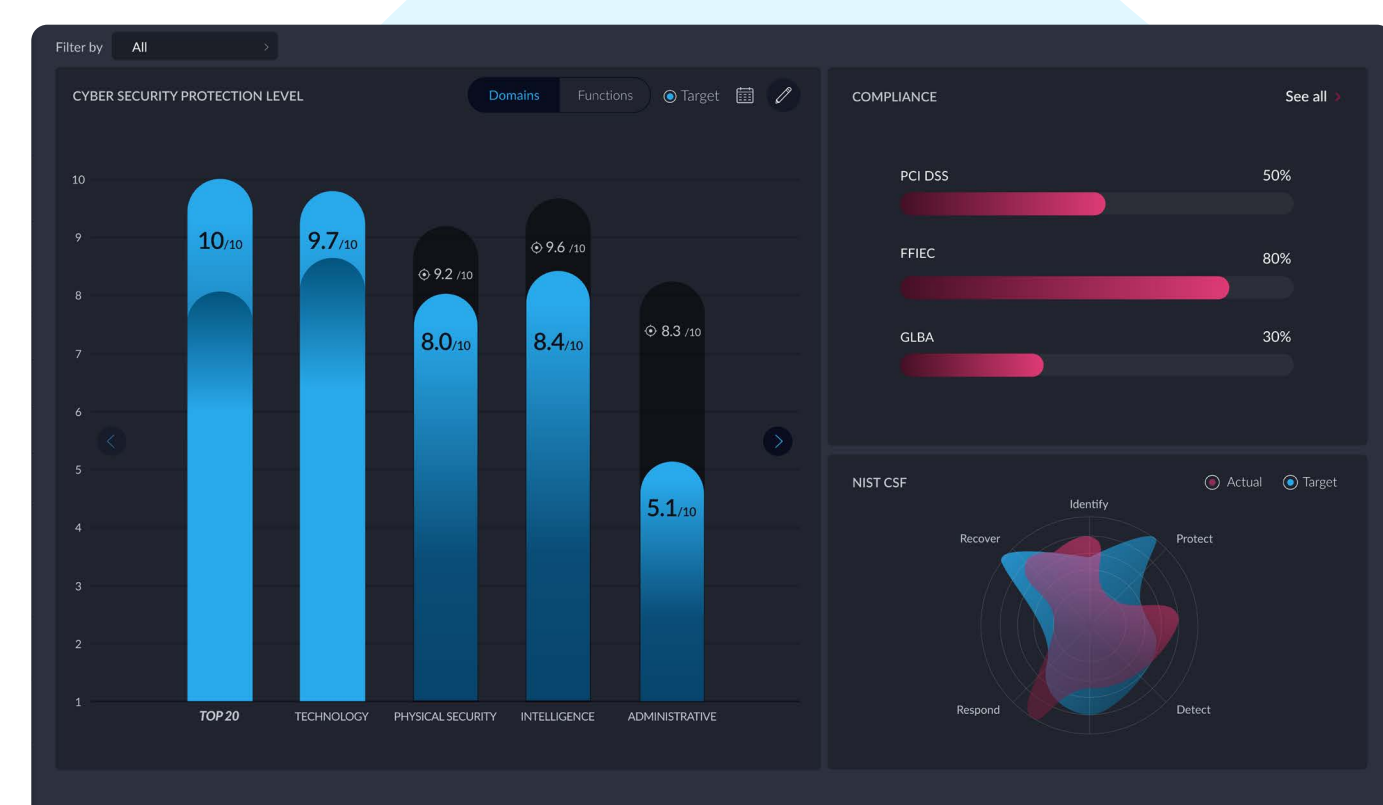 Filter by All
CYBER SECURITY PROTECTION LEVEL
Domains Functions Target
10
9
8
7
6
5
4
3
2
1
10/10
9.7/10
9.2 /10
8.0/10
9.6 /10
8.4/10
8.3 /10
5.1/10
TOP 20 TECHNOLOGY PHYSICAL SECURITY INTELLIGENCE ADMINISTRATIVE
COMPLIANCE See all
PCI DSS 50%
FFIEC 80%
GLBA 30%
NIST CSF Actual Target
Identify
Recover Protect
Respond Detect